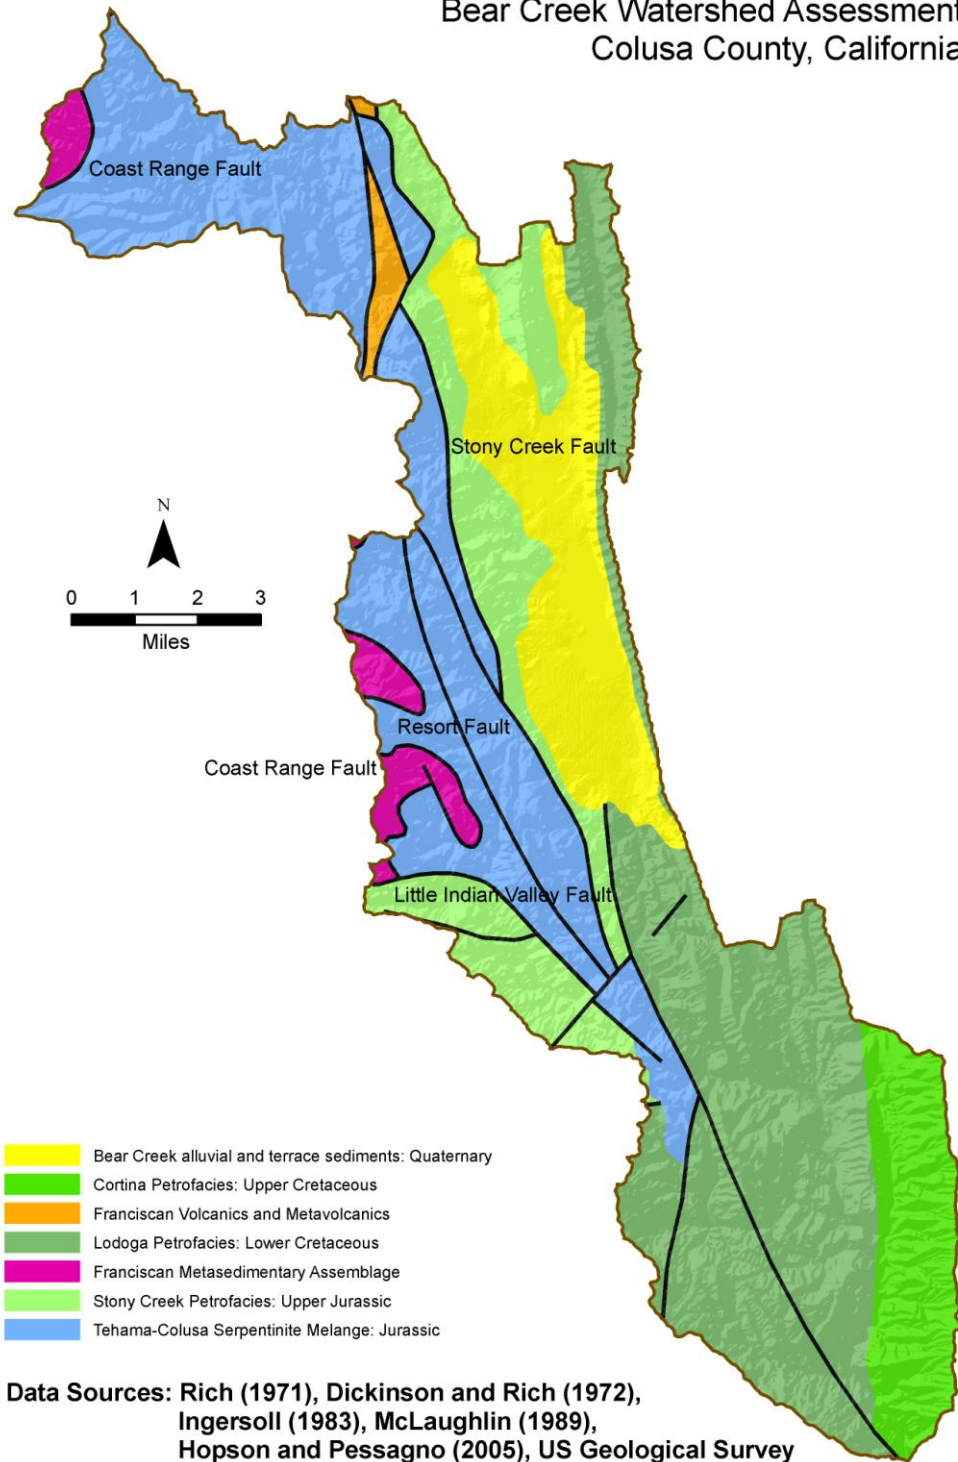 Bear Creek Watershed Assessment
Colusa County, California
Coast Range Fault
Stony Creek Fault
N
0 1 2 3
Miles
Resort Fault
Coast Range Fault
Little Indian Valley Fault
Bear Creek alluvial and terrace sediments: Quaternary
Cortina Petrofacies: Upper Cretaceous
Franciscan Volcanics and Metavolcanics
Lodoga Petrofacies: Lower Cretaceous
Franciscan Metasedimentary Assemblage
Stony Creek Petrofacies: Upper Jurassic
Tehama-Colusa Serpentinite Melange: Jurassic
Data Sources: Rich (1971), Dickinson and Rich (1972),
Ingersoll (1983), McLaughlin (1989),
Hopson and Pessagno (2005), US Geological Survey